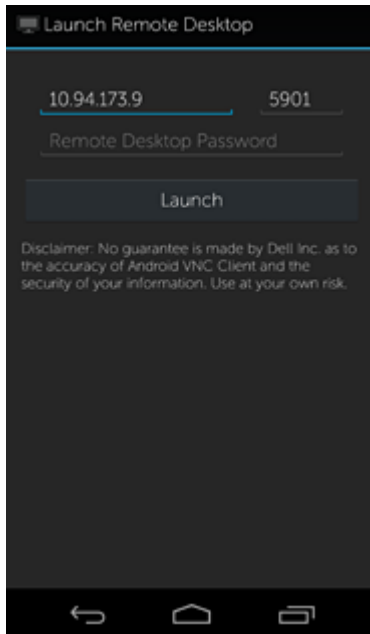 Launch Remote Desktop
10.94.173.9 5901
Remote Desktop Password
Launch
Disclaimer: No guarantee is made by Dell Inc. as to
the accuracy of Android VNC Client and the
security of your information. Use at your own risk.